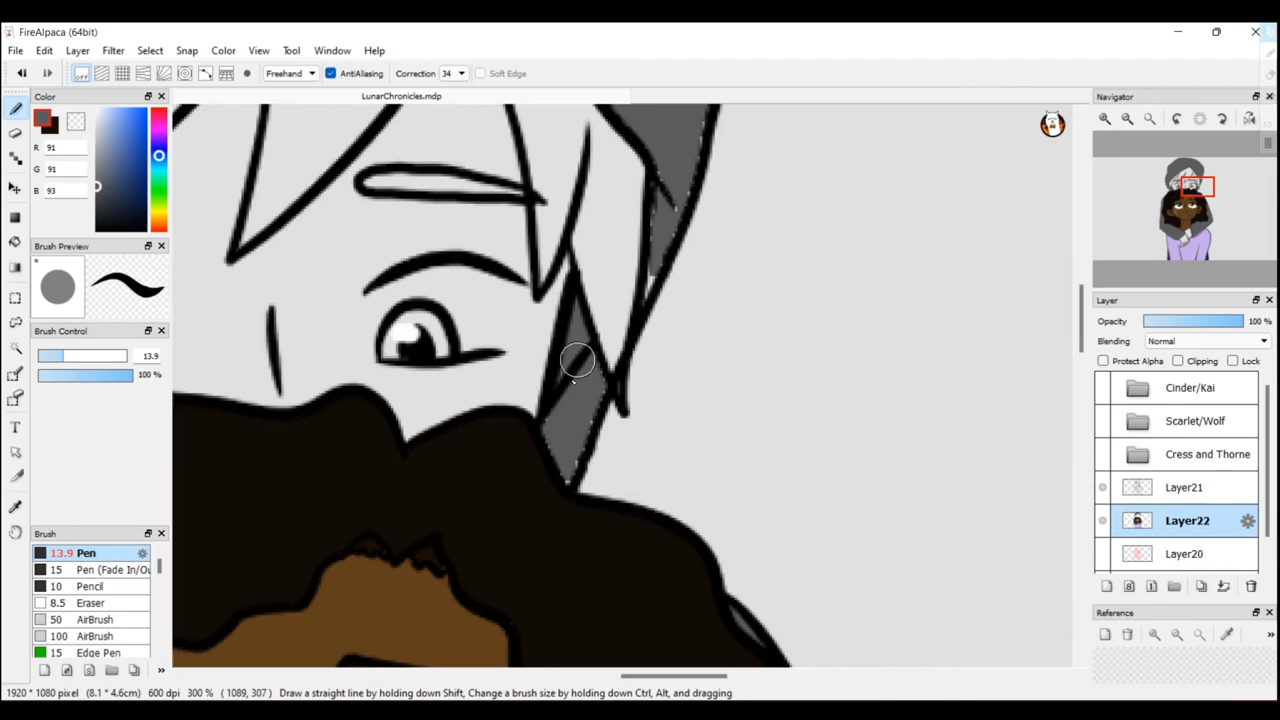 FireAlpaca (64bit)
File Edit Layer Filter Select Snap Color View Tool Window Help
OFF Freehand AntiAliasing Correction 34 Soft Edge
Color LunarChronicles.mdp Navigator
R 91
G 91
B 93
Brush Preview
Layer
Opacity 100 %
Brush Control
Blending Normal
13.9
Protect Alpha Clipping Lock
100 %
Cinder/Kai
Scarlet/Wolf
Cress and Thorne
Layer21
Layer22
Brush
13.9 Pen
Layer20
15 Pen (Fade In/Ou
10 Pencil
8.5 Eraser
50 AirBrush
Reference
100 AirBrush
15 Edge Pen
1920 * 1080 pixel (8.1 * 4.6cm) 600 dpi 300 % ( 1089, 307 ) Draw a straight line by holding down Shift, Change a brush size by holding down Ctrl, Alt, and dragging